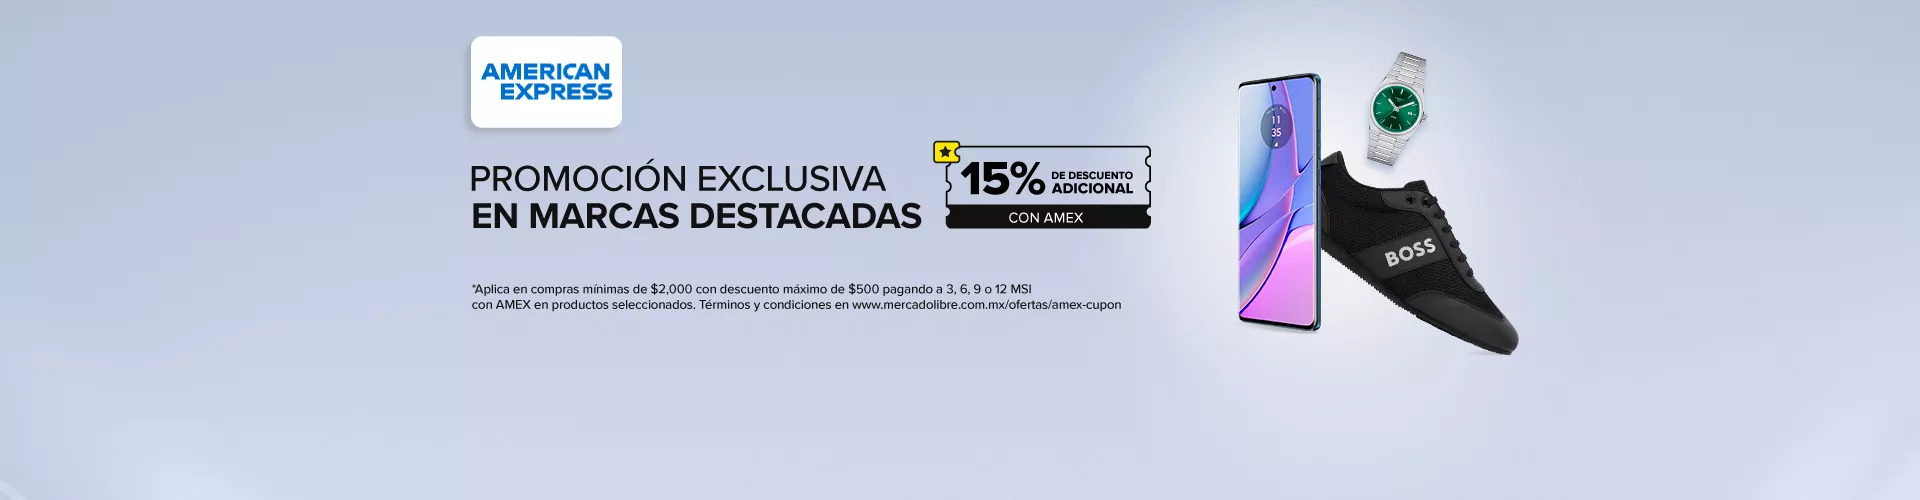 AMERICAN
EXPRESS
PROMOCIÓN EXCLUSIVA
EN MARCAS DESTACADAS
15% DE DESCUENTO
ADICIONAL
CON AMEX
*Aplica en compras mínimas de $2,000 con descuento máximo de $500 pagando a 3, 6, 9 o 12 MSI
con AMEX en productos seleccionados. Términos y condiciones en www.mercadolibre.com.mx/ofertas/amex-cupon
11
35
BOSS